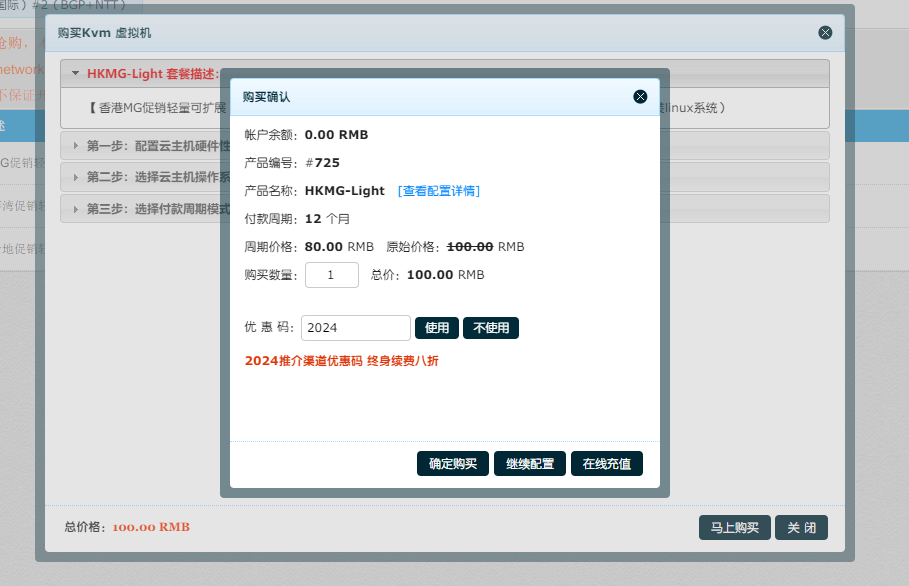 国际）#2（BGP+NTT）
购买Kvm 虚拟机
抢购，
network
HKMG-Light 套餐描述:
不保证
【香港MG促销轻量可扩展
linux系统）
第一步：配置云主机硬件性
G促销轻
第二步：选择云主机操作系
湾促销轻
第三步：选择付款周期模式
地促销轻
购买确认
帐户余额：0.00 RMB
产品编号：#725
产品名称：HKMG-Light [查看配置详情]
付款周期：12 个月
周期价格：80.00 RMB 原始价格：100.00 RMB
购买数量：1 总价：100.00 RMB
优 惠 码：2024 使用 不使用
2024推介渠道优惠码 终身续费八折
确定购买 继续配置 在线充值
总价格：100.00 RMB
马上购买 关 闭